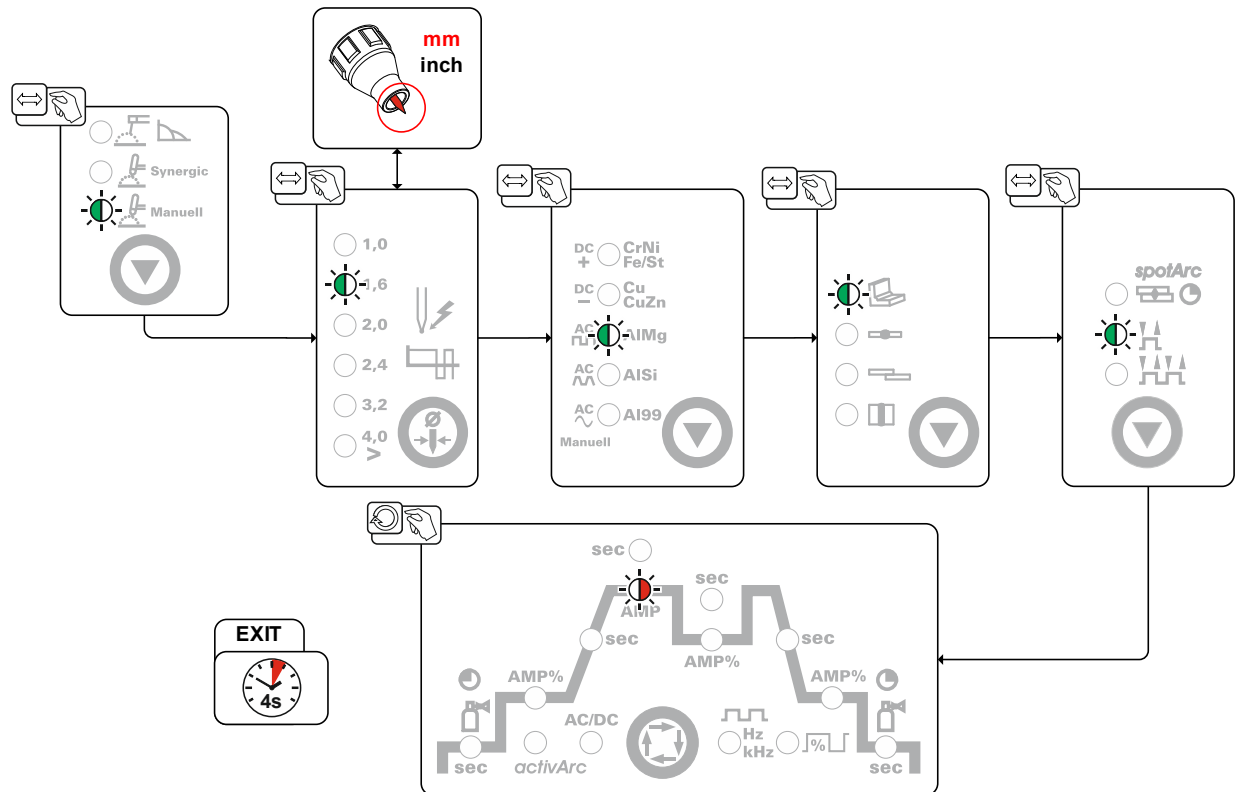 mm
inch
Synergic
Manuell
1,0
1,6
2,0
2,4
3,2
4,0
>
Ø
DC
+
CrNi
Fe/St
DC
−
Cu
CuZn
AC
AlMg
AC
AlSi
AC
Al99
Manuell
spotArc
sec
AMP
sec
sec
AMP%
sec
AMP%
AMP%
sec
AC/DC
activArc
Hz
kHz
%
sec
EXIT
4s